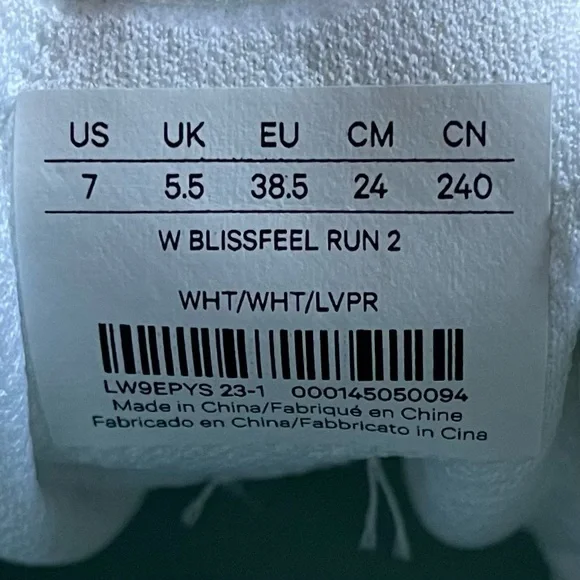 US UK EU CM CN
7 5.5 38.5 24 240
W BLISSFEEL RUN 2
WHT/WHT/LVPR
LW9EPYS 23-1 000145050094
Made in China/Fabriqué en Chine
Fabricado en China/Fabbricato in Cina